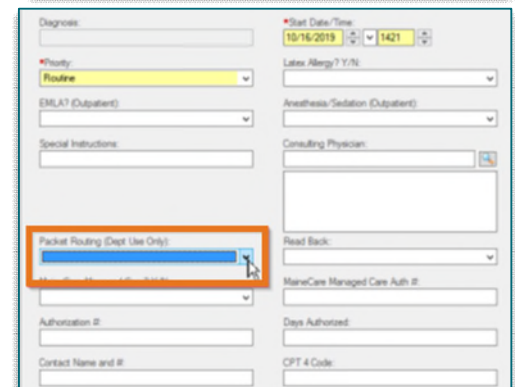 Diagnosis:
*Start Date/Time:
10/16/2019 1421
*Priority:
Routine
Latex Allergy? Y/N:
EMLA? (Outpatient):
Anesthesia/Sedation (Outpatient):
Special Instructions:
Consulting Physician:
Packet Routing (Dept Use Only):
Read Back:
MaineCare Managed Care Auth #:
Authorization #:
Days Authorized:
Contact Name and #:
CPT 4 Code: